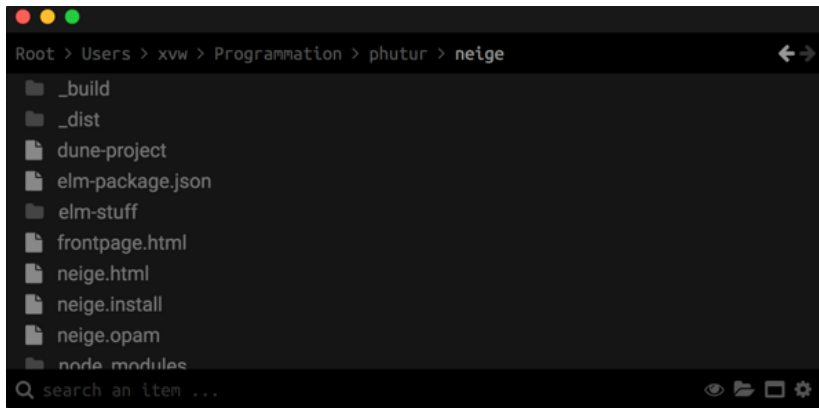 Root > Users > xvw > Programmation > phutur > neige
_build
_dist
dune-project
elm-package.json
elm-stuff
frontpage.html
neige.html
neige.install
neige.opam
node_modules
search an item ...